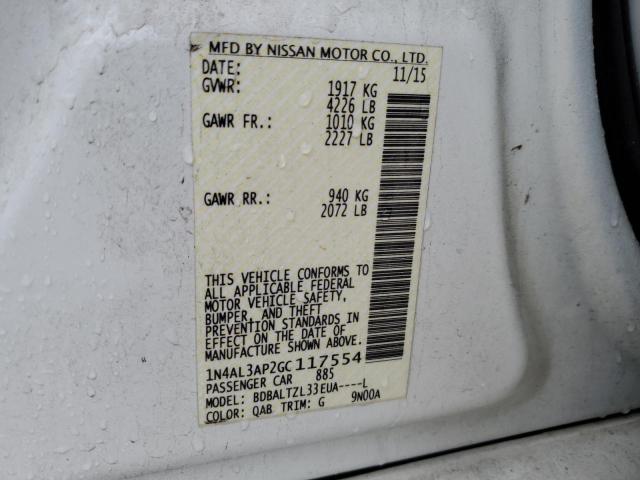 MFD BY NISSAN MOTOR CO., LTD.
DATE: 11/15
GVWR: 1917 KG
4226 LB
GAWR FR.: 1010 KG
2227 LB
GAWR RR.: 940 KG
2072 LB
THIS VEHICLE CONFORMS TO
ALL APPLICABLE FEDERAL
MOTOR VEHICLE SAFETY,
BUMPER, AND THEFT
PREVENTION STANDARDS IN
EFFECT ON THE DATE OF
MANUFACTURE SHOWN ABOVE.
1N4AL3AP2GC117554
PASSENGER CAR 885
MODEL: BDBALTZL33EUA----L
COLOR: QAB TRIM: G 9N00A